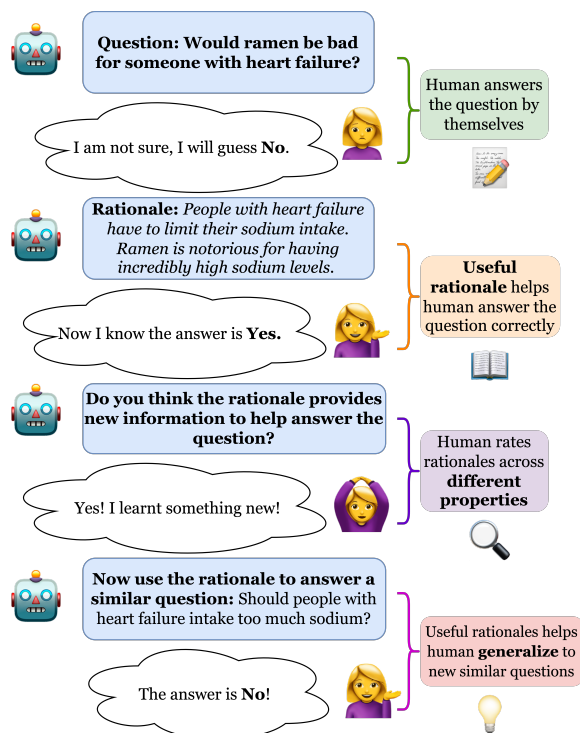 Question: Would ramen be bad
for someone with heart failure?
Human answers
the question by
themselves
I am not sure, I will guess No.
Rationale: People with heart failure
have to limit their sodium intake.
Ramen is notorious for having
incredibly high sodium levels.
Useful
rationale helps
human answer the
question correctly
Now I know the answer is Yes.
Do you think the rationale provides
new information to help answer the
question?
Human rates
rationales across
different
properties
Yes! I learnt something new!
Now use the rationale to answer a
similar question: Should people with
heart failure intake too much sodium?
Useful rationales helps
human generalize to
new similar questions
The answer is No!